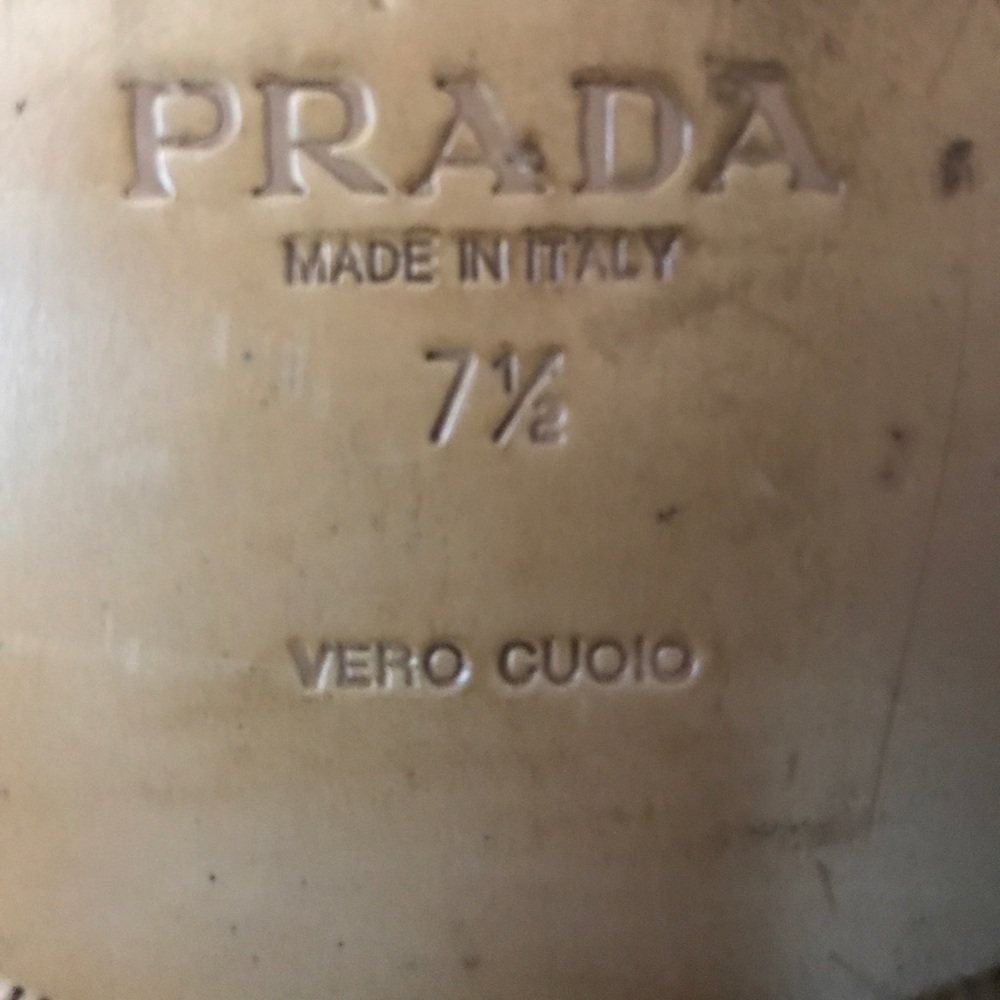 PRADA
MADE IN ITALY
7½
VERO CUOIO